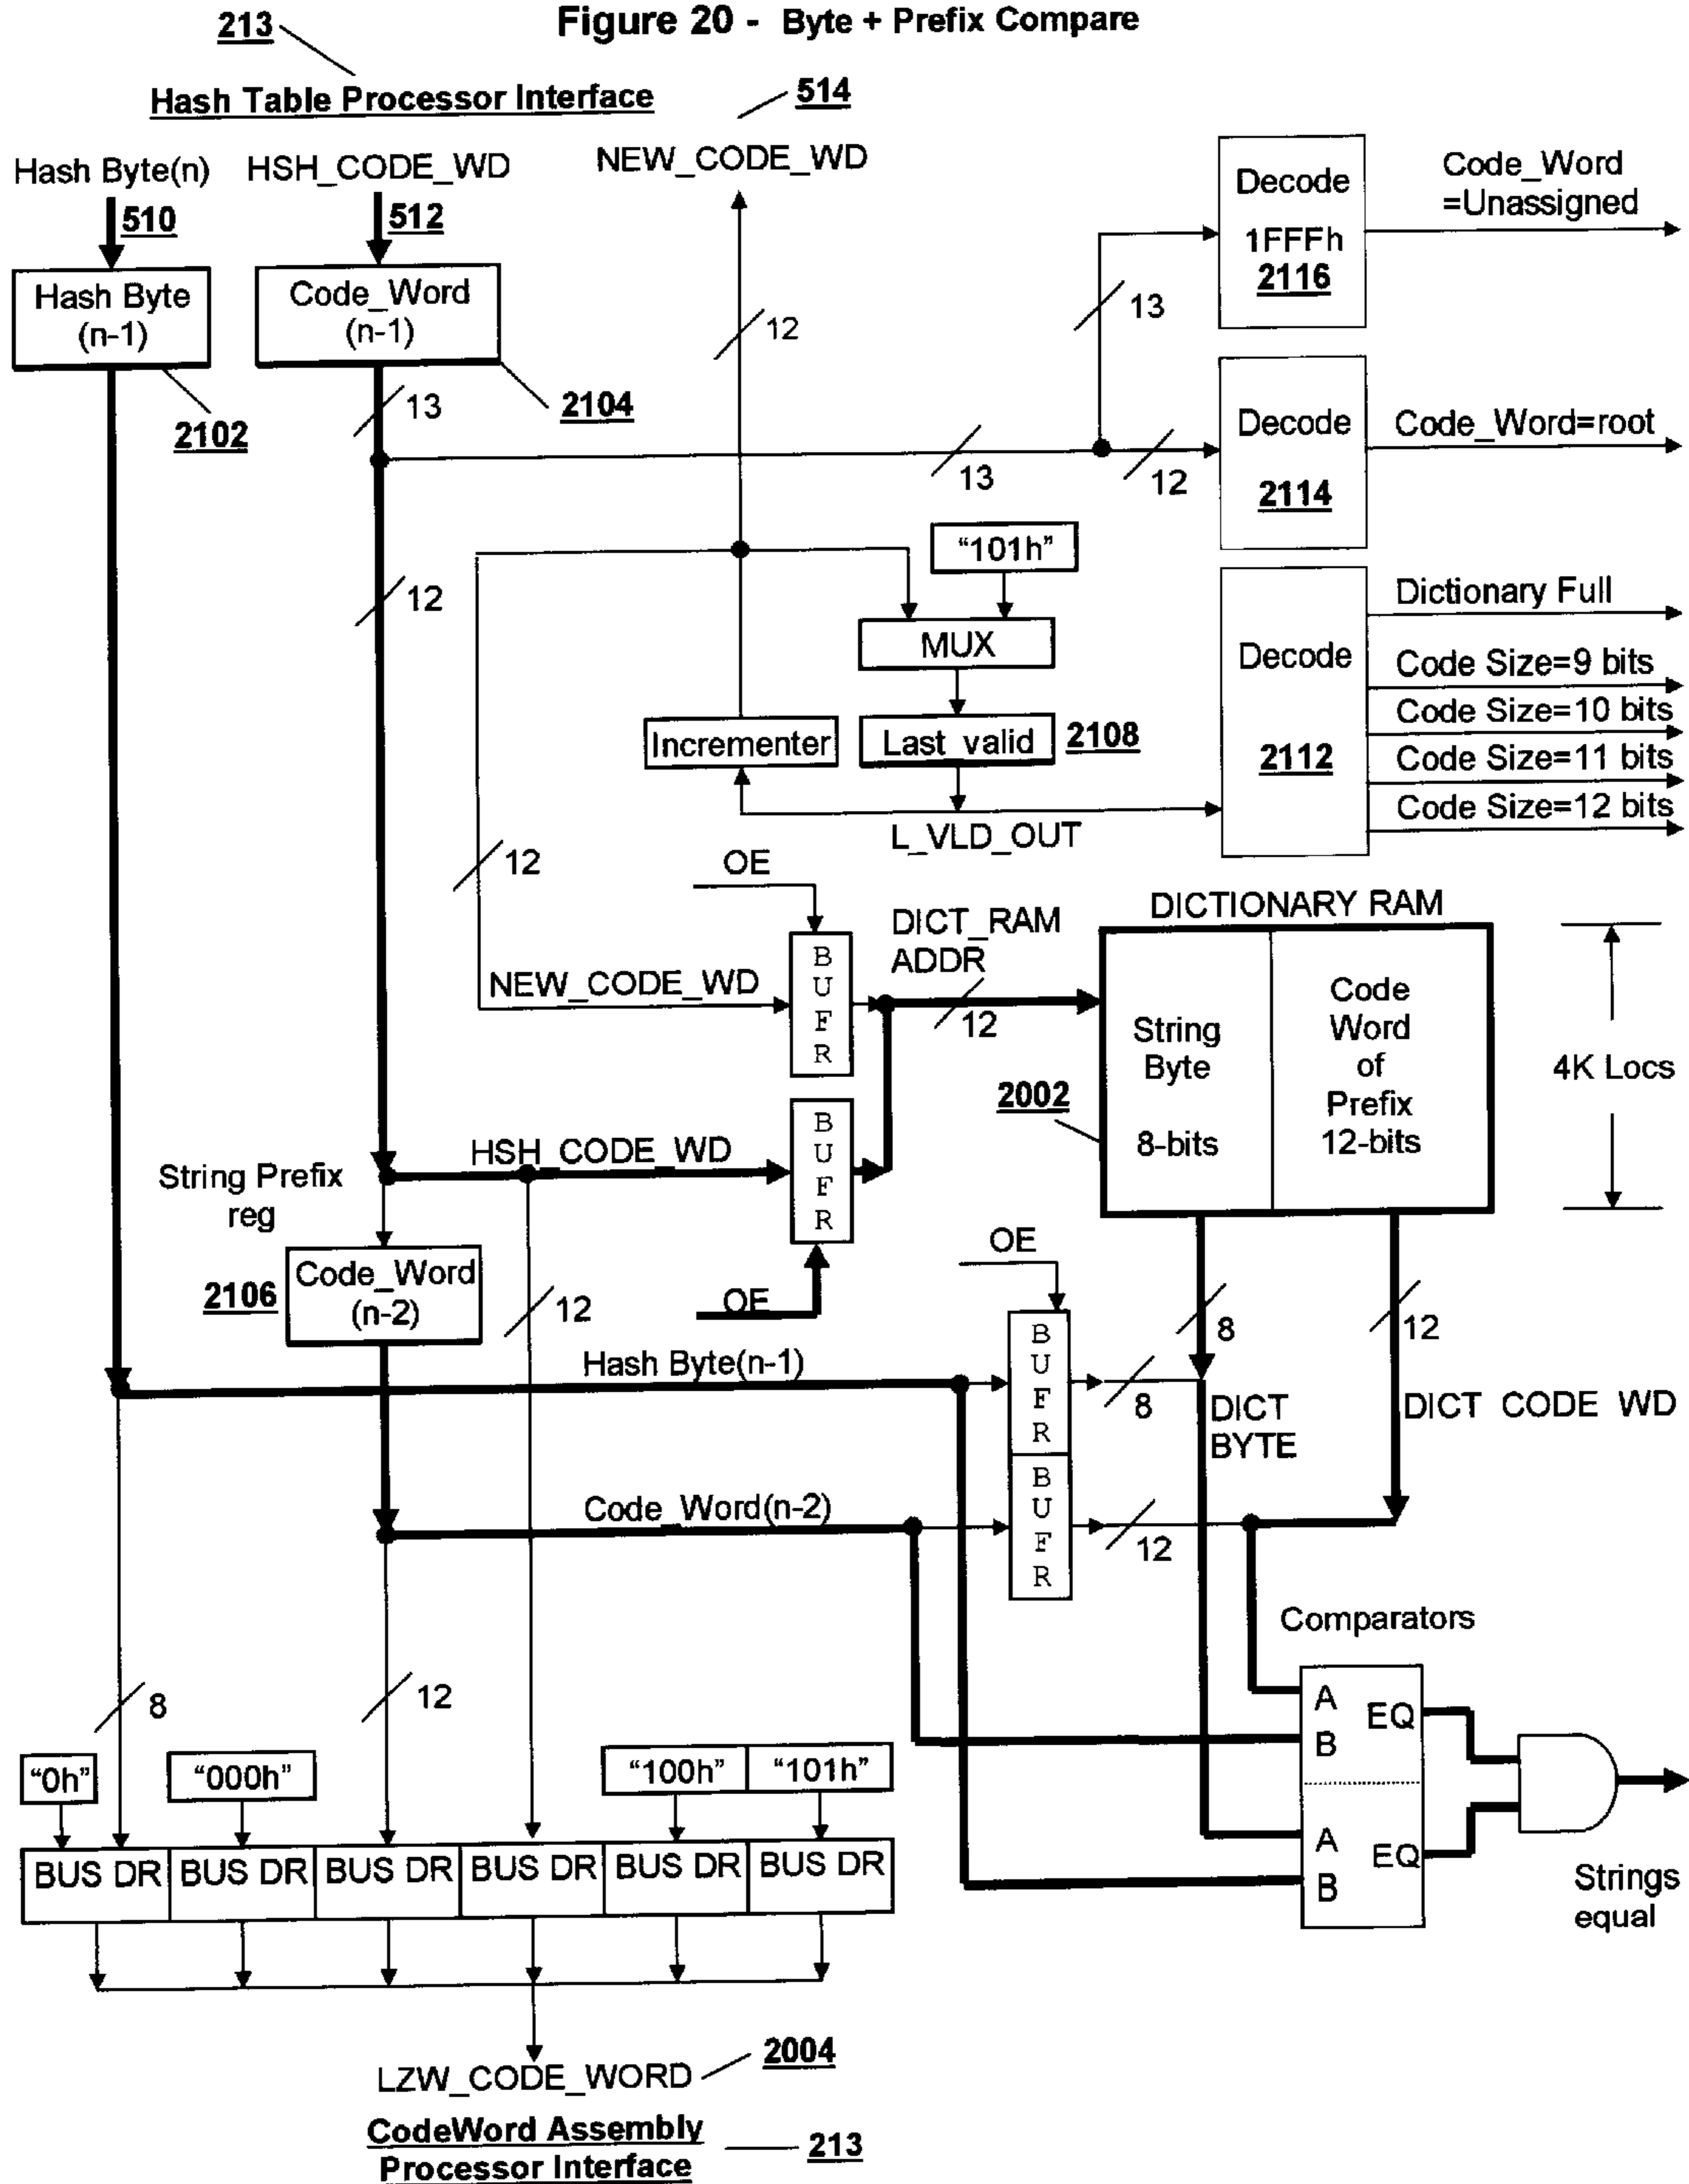 Figure 20 - Byte + Prefix Compare
213
Hash Table Processor Interface
514
Hash Byte(n)
HSH_CODE_WD
NEW_CODE_WD
510
512
Hash Byte
(n-1)
2102
Code_Word
(n-1)
2104
13
12
13
13
12
Decode
1FFFh
2116
Code_Word
=Unassigned
Decode
2114
Code_Word=root
12
"101h"
MUX
Incrementer
Last_valid
2108
L_VLD_OUT
Decode
2112
Dictionary Full
Code Size=9 bits
Code Size=10 bits
Code Size=11 bits
Code Size=12 bits
12
OE
NEW_CODE_WD
BUFR
DICT_RAM
ADDR
12
DICTIONARY RAM
String
Byte
8-bits
Code
Word
of
Prefix
12-bits
4K Locs
2002
HSH_CODE_WD
BUFR
OE
String Prefix
reg
2106
Code_Word
(n-2)
12
OE
BUFR
BUFR
8
12
Hash Byte(n-1)
8
DICT
BYTE
DICT CODE WD
Code_Word(n-2)
12
Comparators
A
B
EQ
A
B
EQ
Strings
equal
8
12
"0h"
"000h"
"100h"
"101h"
BUS DR
BUS DR
BUS DR
BUS DR
BUS DR
BUS DR
LZW_CODE_WORD
2004
CodeWord Assembly
Processor Interface
213